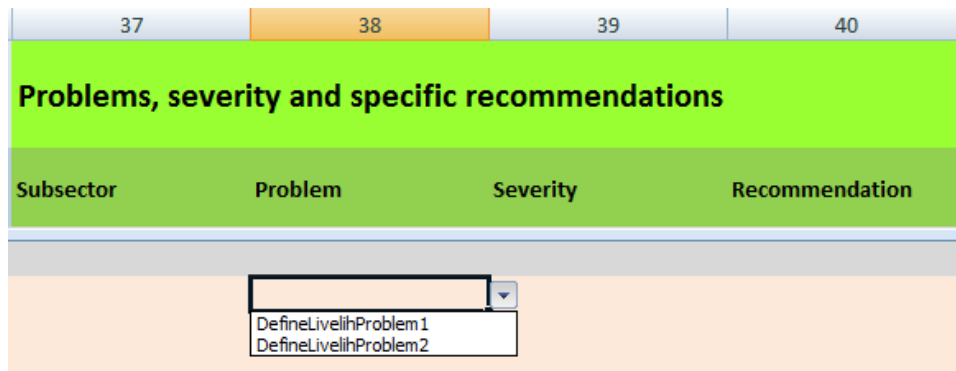 37 38 39 40
Problems, severity and specific recommendations
Subsector Problem Severity Recommendation
DefineLivelihProblem1
DefineLivelihProblem2